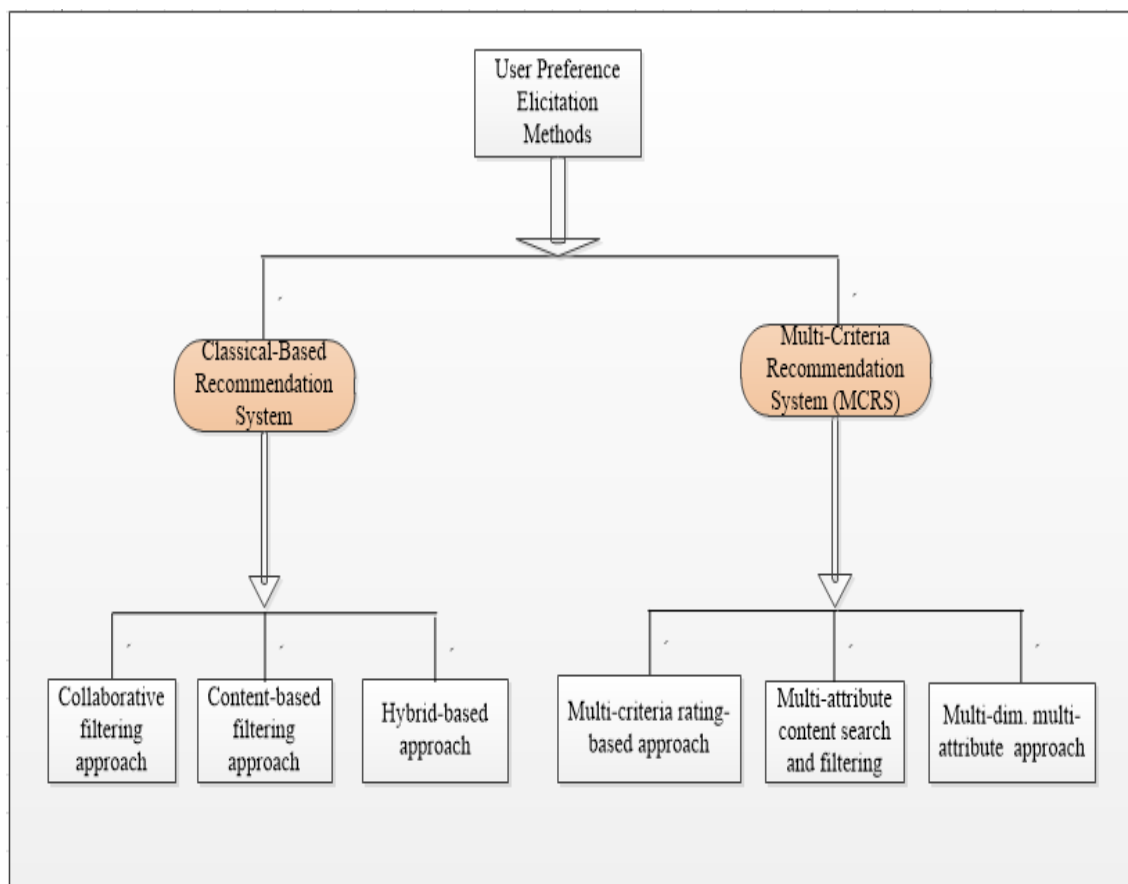 User Preference
Elicitation
Methods
Classical-Based
Recommendation
System
Multi-Criteria
Recommendation
System (MCRS)
Collaborative
filtering
approach
Content-based
filtering
approach
Hybrid-based
approach
Multi-criteria rating-
based approach
Multi-attribute
content search
and filtering
Multi-dim. multi-
attribute approach